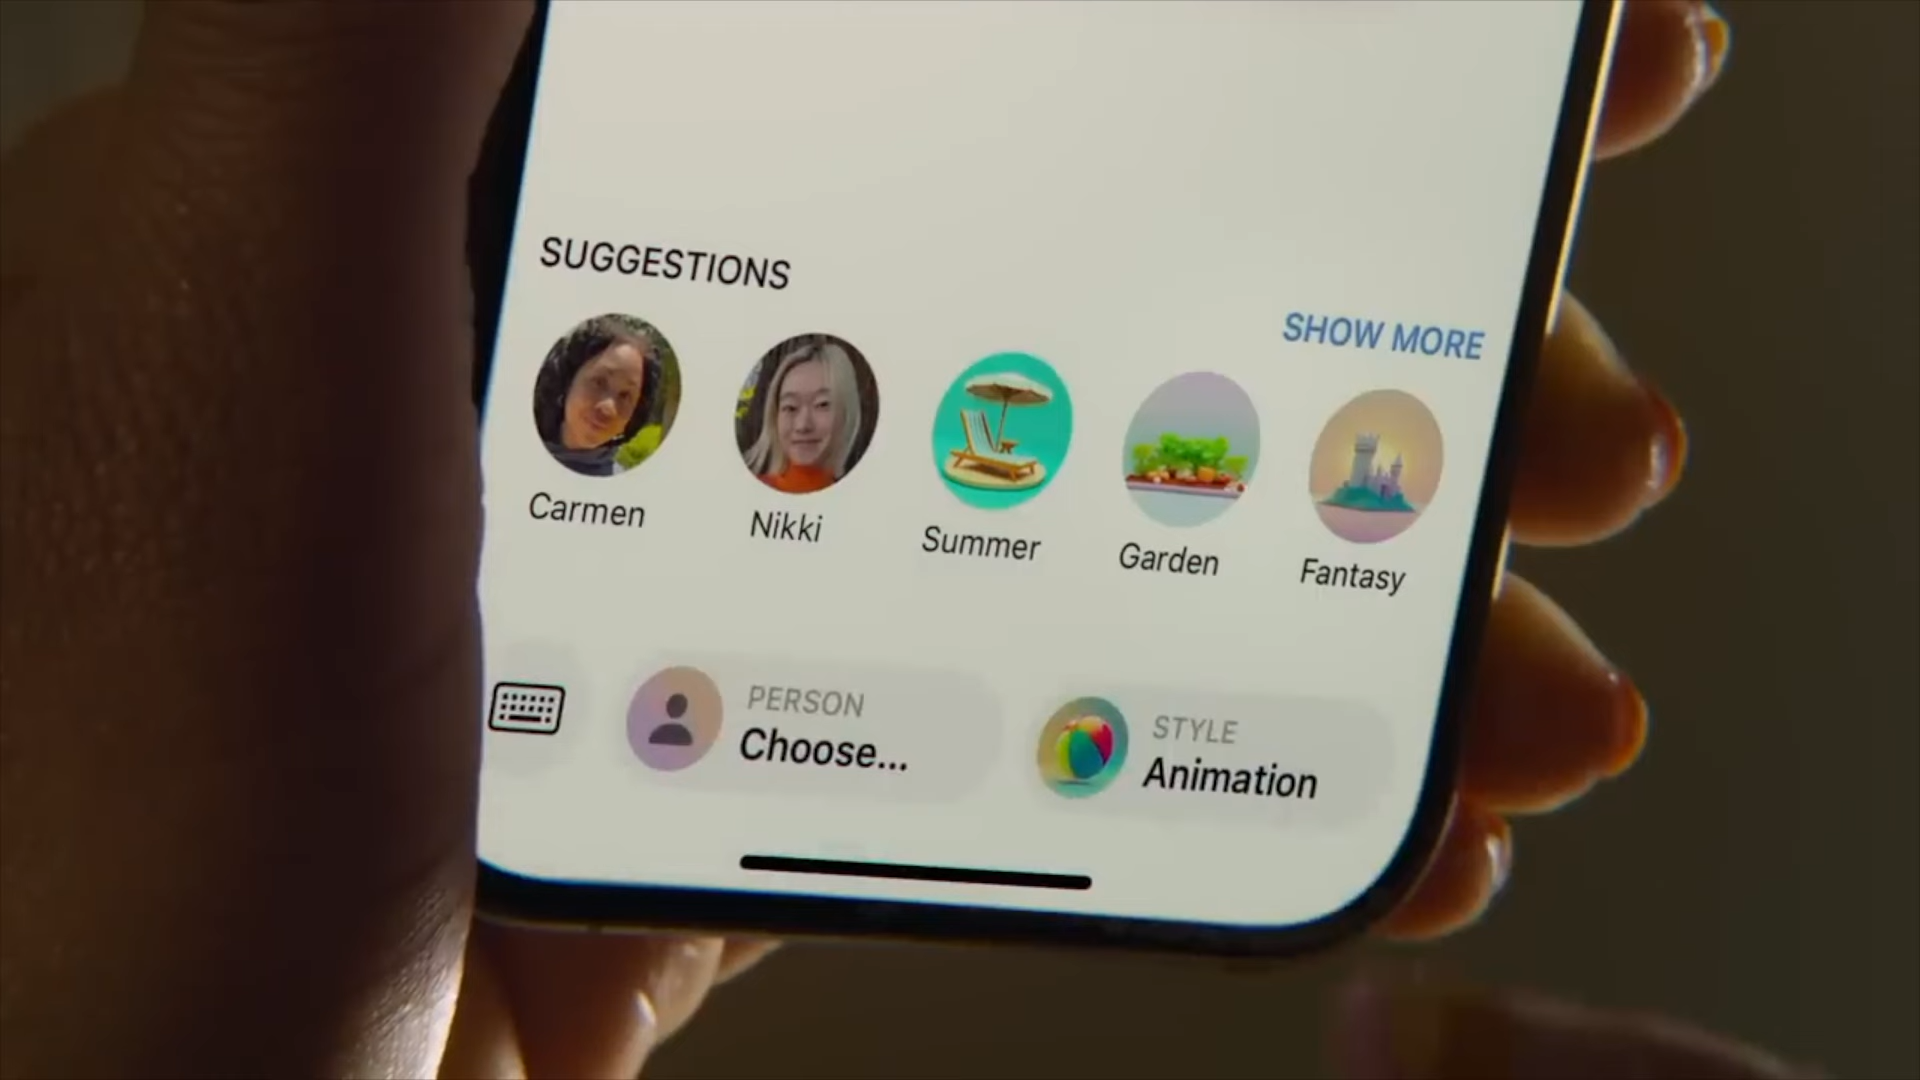 SUGGESTIONS
SHOW MORE
Carmen
Nikki
Summer
Garden
Fantasy
PERSON
Choose...
STYLE
Animation